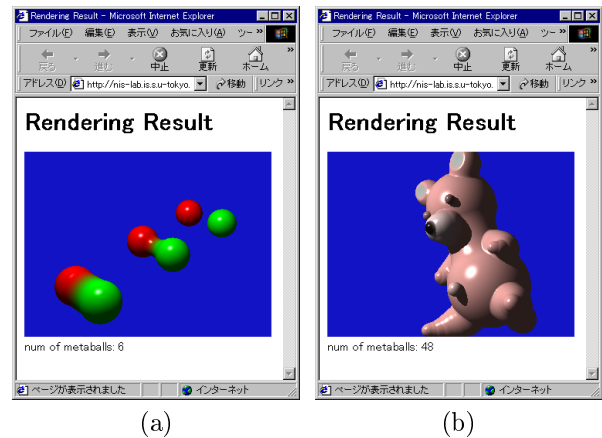 Rendering Result - Microsoft Internet Explorer
ファイル(F) 編集(E) 表示(V) お気に入り(A) ツー »
戻る 進む 中止 更新 ホーム »
アドレス(D) http://nis-lab.is.s.u-tokyo. 移動 リンク »
Rendering Result
num of metaballs: 6
ページが表示されました インターネット
(a)
Rendering Result - Microsoft Internet Explorer
ファイル(F) 編集(E) 表示(V) お気に入り(A) ツー »
戻る 進む 中止 更新 ホーム »
アドレス(D) http://nis-lab.is.s.u-tokyo. 移動 リンク »
Rendering Result
num of metaballs: 48
ページが表示されました インターネット
(b)